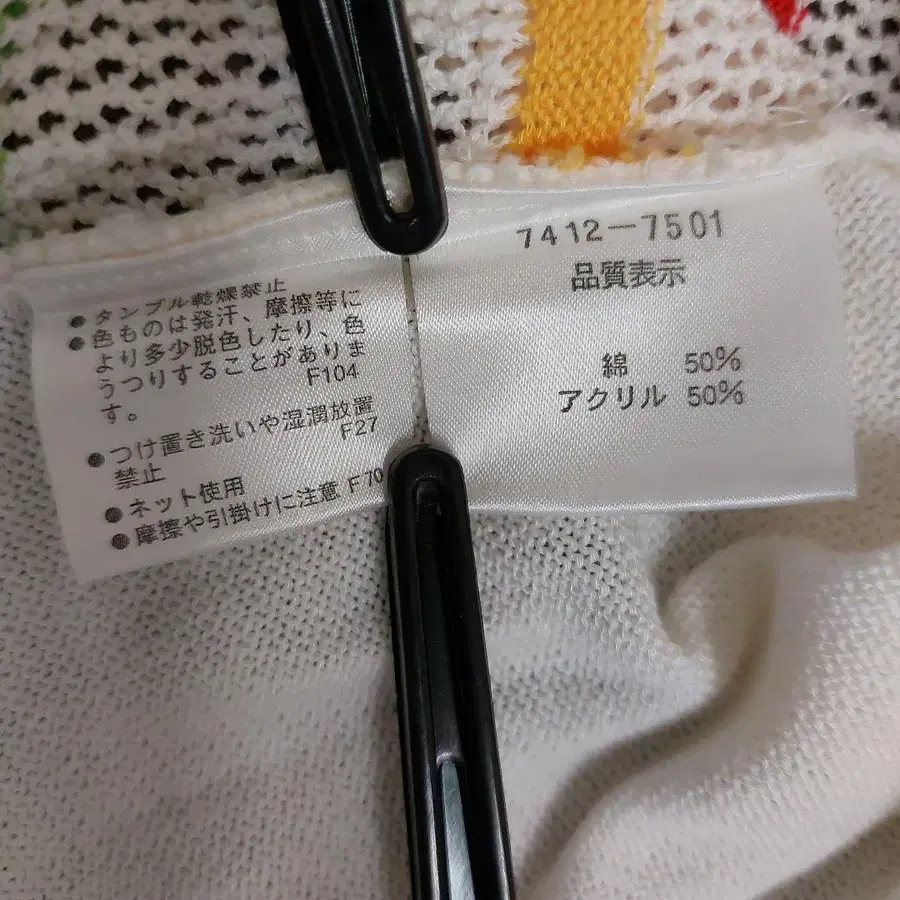 ●タンブル乾燥禁止
●色ものは発汗、摩擦等に
より多少脱色したり、色
うつりすることがありま
す。 F104
●つけ置き洗いや湿潤放置
禁止 F27
●ネット使用
●摩擦や引掛けに注意 F70
7412-7501
品質表示
綿 50%
アクリル 50%